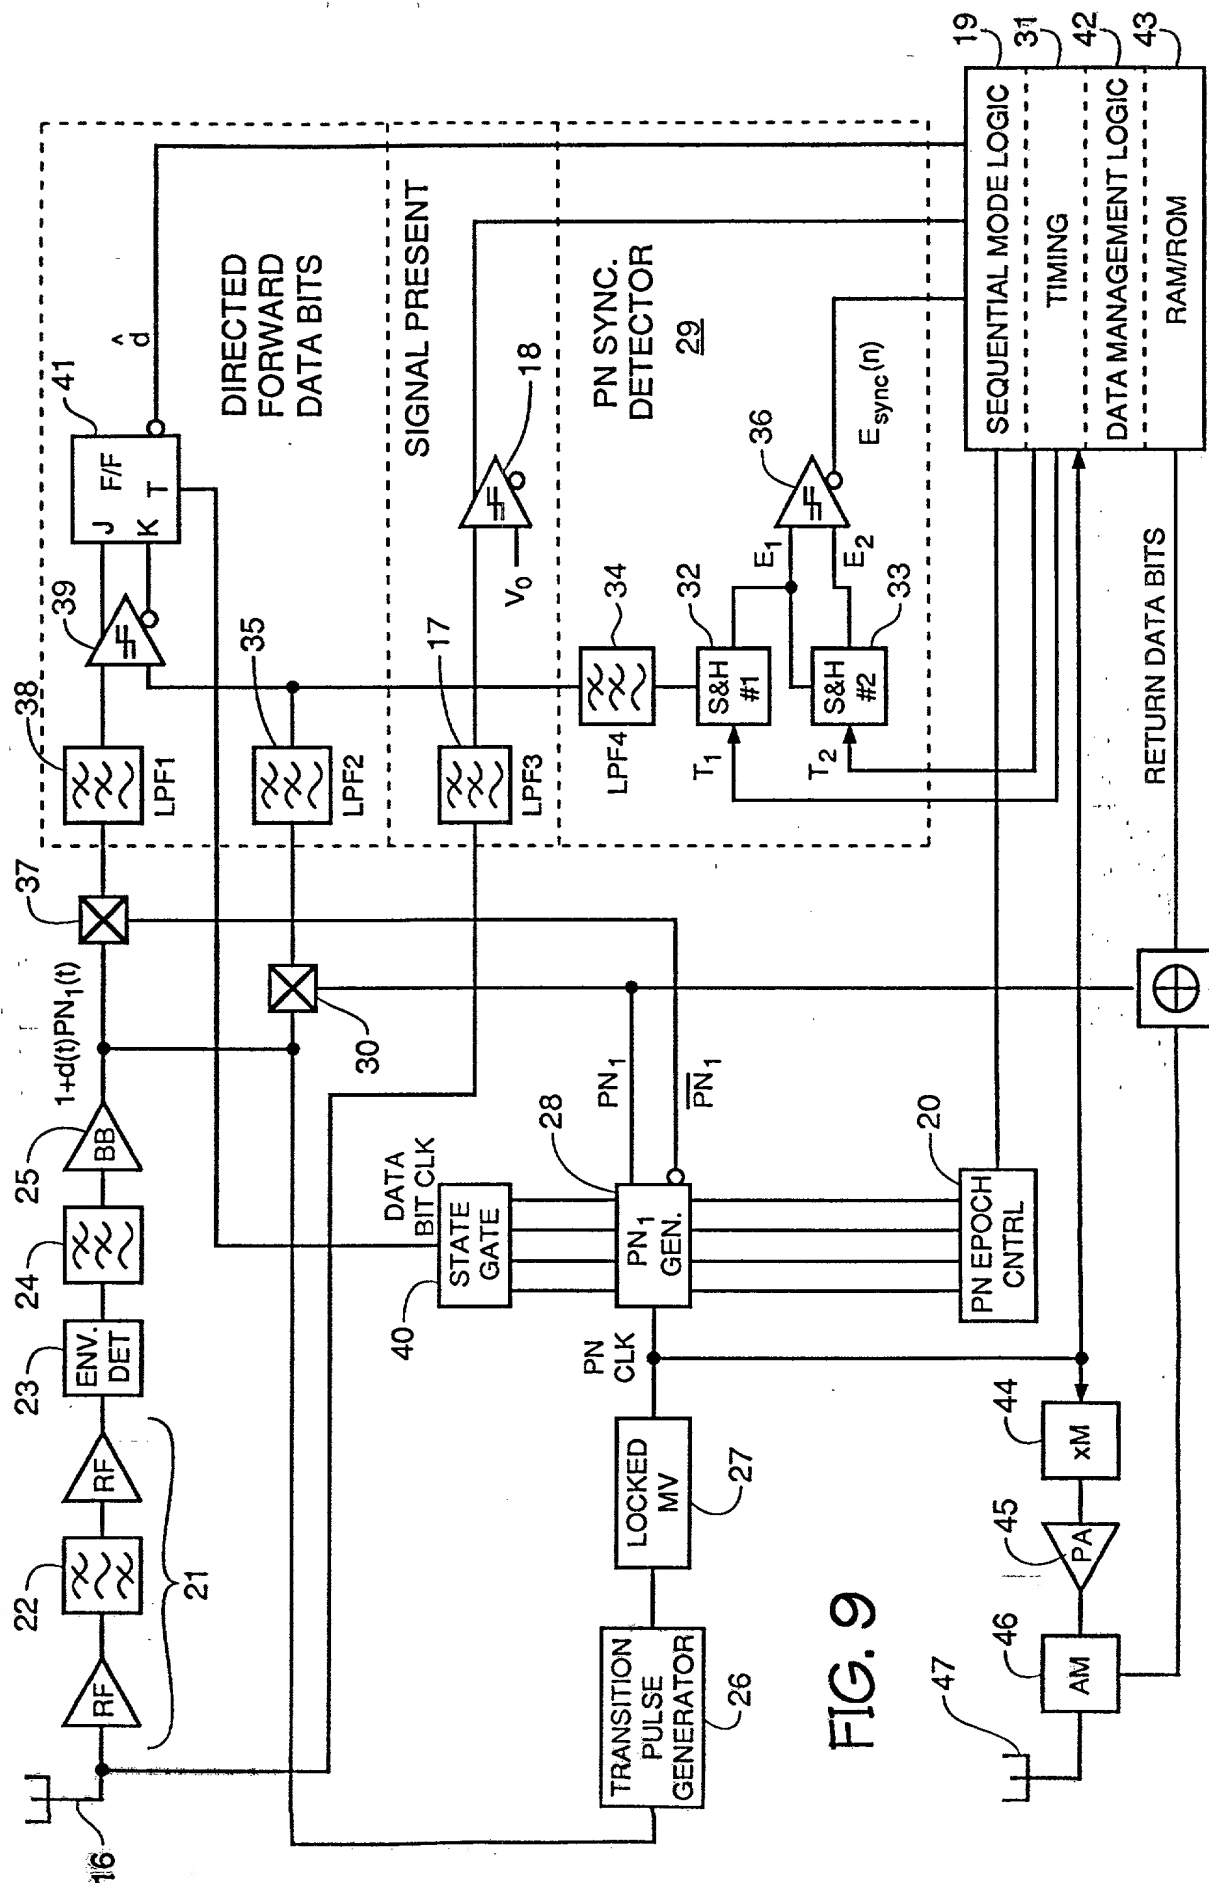 16
RF
22
RF
21
23
ENV.
DET
24
25
BB
1+d(t)PN1(t)
37
38
LPF1
39
J
K
T
F/F
41
d̂
DIRECTED
FORWARD
DATA BITS
30
35
LPF2
SIGNAL PRESENT
17
LPF3
V0
18
PN SYNC.
DETECTOR
29
LPF4
34
T1
S&H
#1
32
T2
S&H
#2
33
E1
E2
36
Esync(n)
DATA
BIT CLK
STATE
GATE
40
28
PN1
GEN.
PN1
P̅N̅1
PN
CLK
20
PN EPOCH
CNTRL
LOCKED
MV
27
TRANSITION
PULSE
GENERATOR
26
SEQUENTIAL MODE LOGIC
19
TIMING
31
DATA MANAGEMENT LOGIC
42
RAM/ROM
43
RETURN DATA BITS
44
xM
45
PA
46
AM
47
FIG. 9